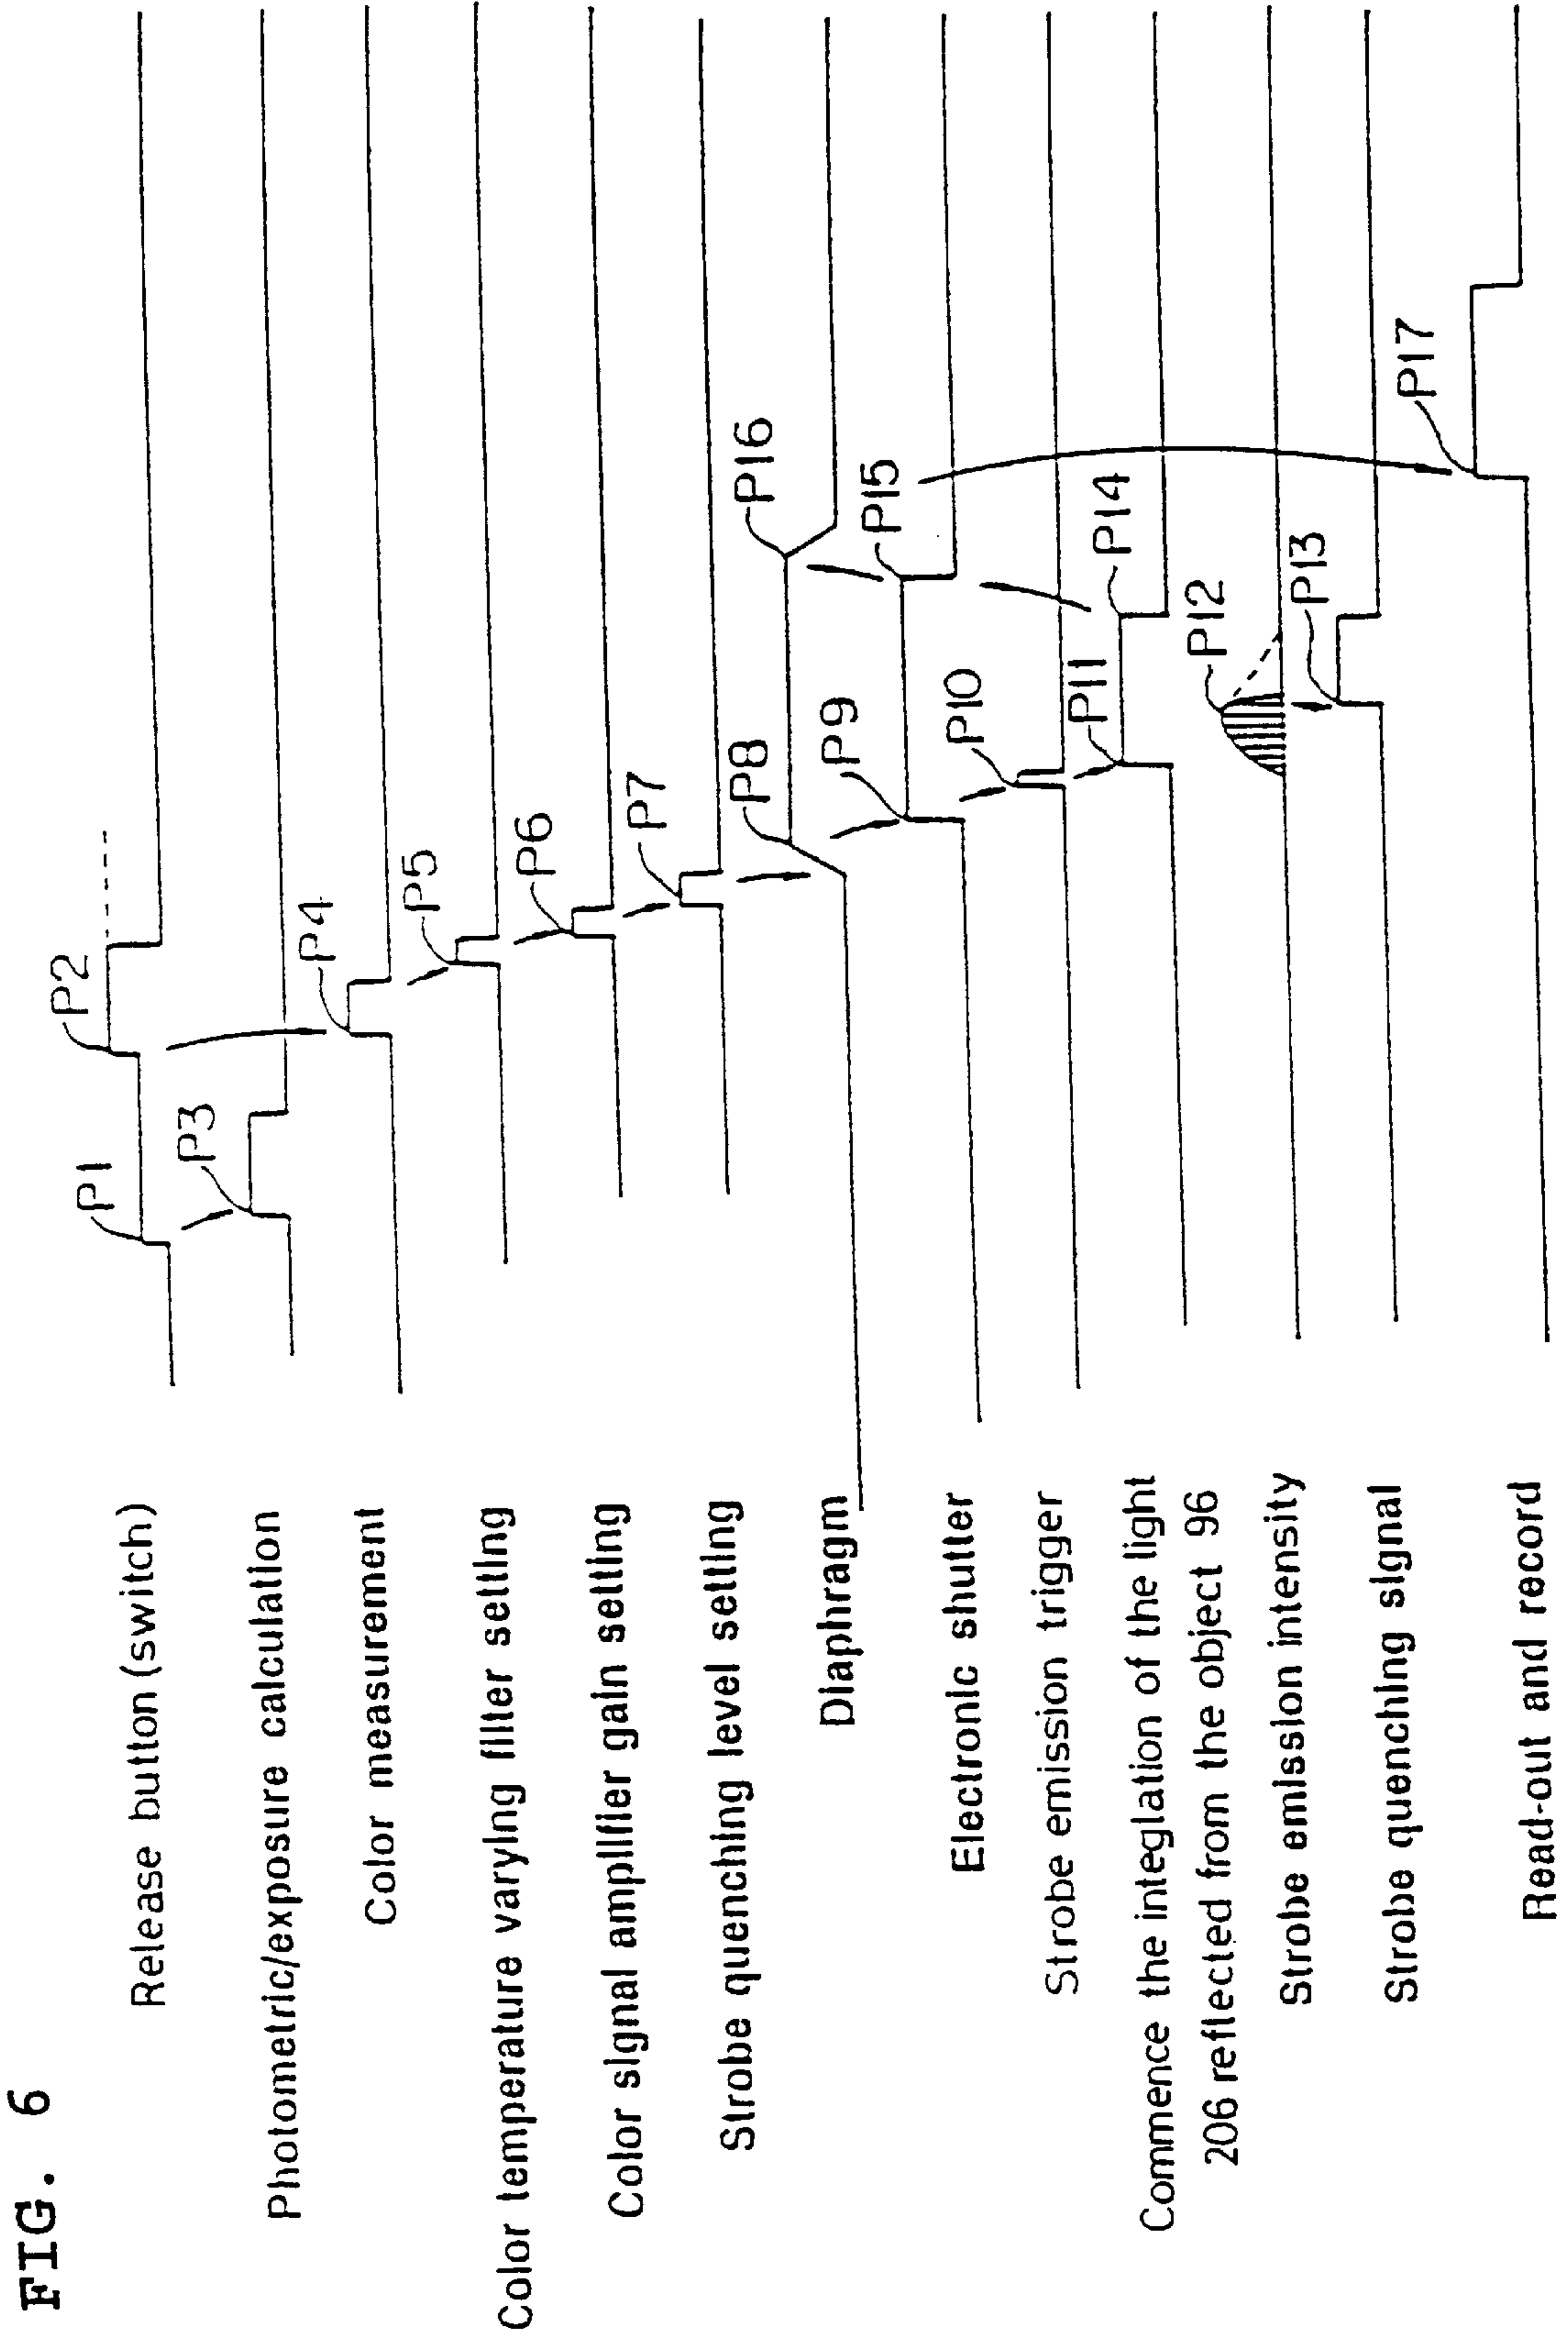 FIG. 6
Release button (switch)
Photometric/exposure calculation
Color measurement
Color temperature varying filter setting
Color signal amplifier gain setting
Strobe quenching level setting
Diaphragm
Electronic shutter
Strobe emission trigger
Commence the integlation of the light
206 reflected from the object 96
Strobe emission intensity
Strobe quenching signal
Read-out and record
P1
P2
P3
P4
P5
P6
P7
P8
P16
P9
P15
P10
P11
P14
P12
P13
P17